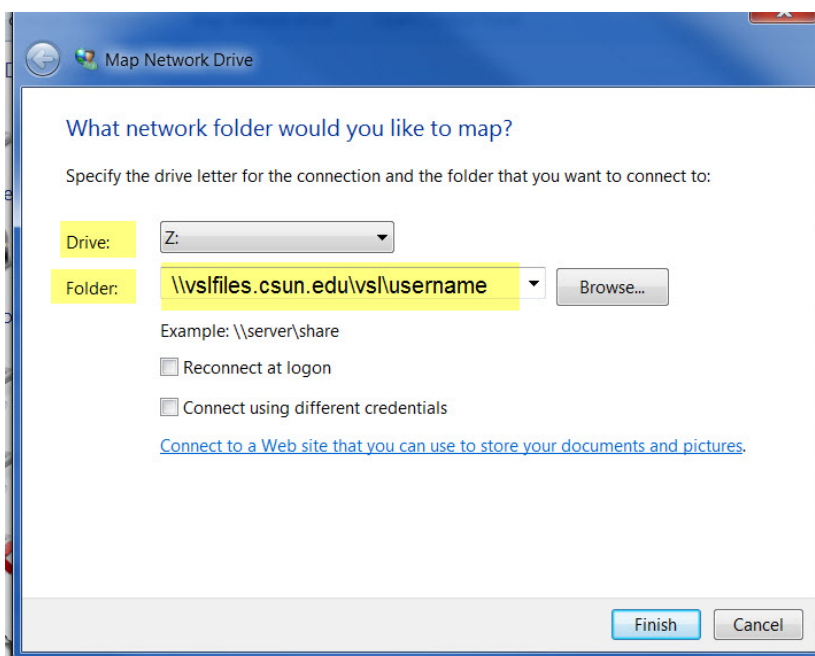 Map Network Drive
What network folder would you like to map?
Specify the drive letter for the connection and the folder that you want to connect to:
Drive: Z:
Folder: \\vslfiles.csun.edu\vsl\username Browse...
Example: \\server\share
Reconnect at logon
Connect using different credentials
Connect to a Web site that you can use to store your documents and pictures.
Finish Cancel